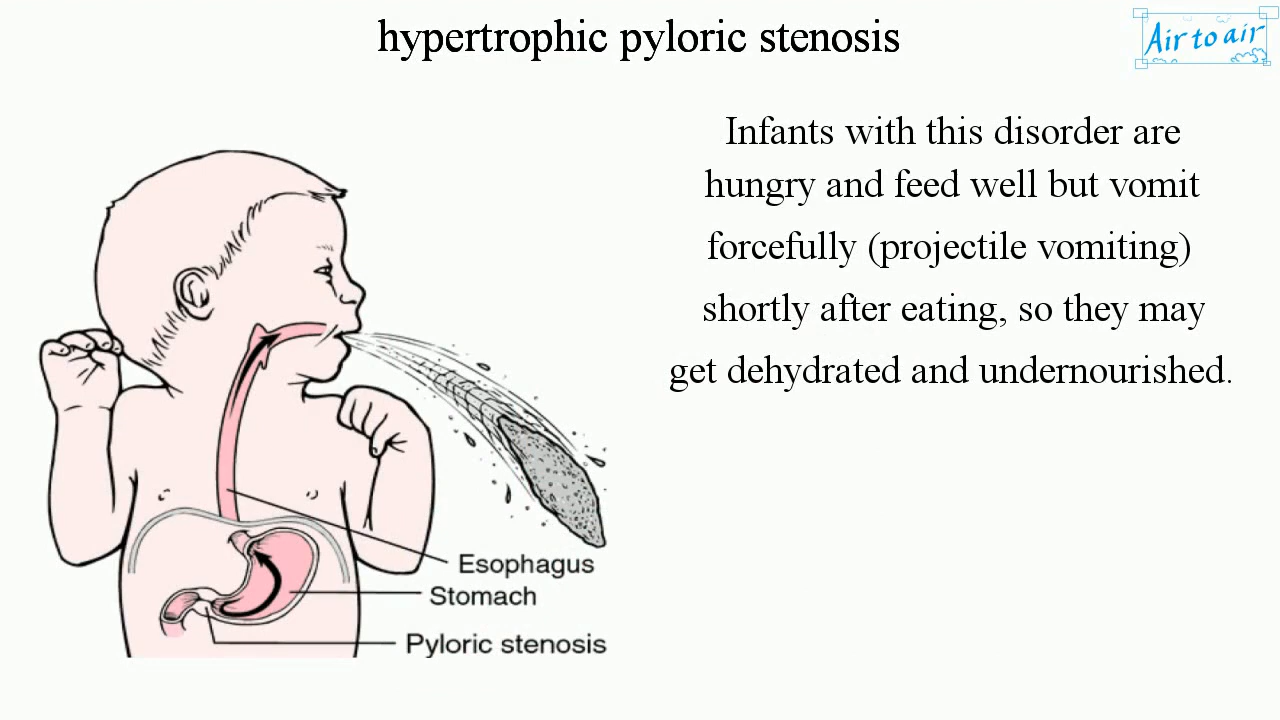 hypertrophic pyloric stenosis
Air to air
Infants with this disorder are
hungry and feed well but vomit
forcefully (projectile vomiting)
shortly after eating, so they may
get dehydrated and undernourished.
Esophagus
Stomach
Pyloric stenosis